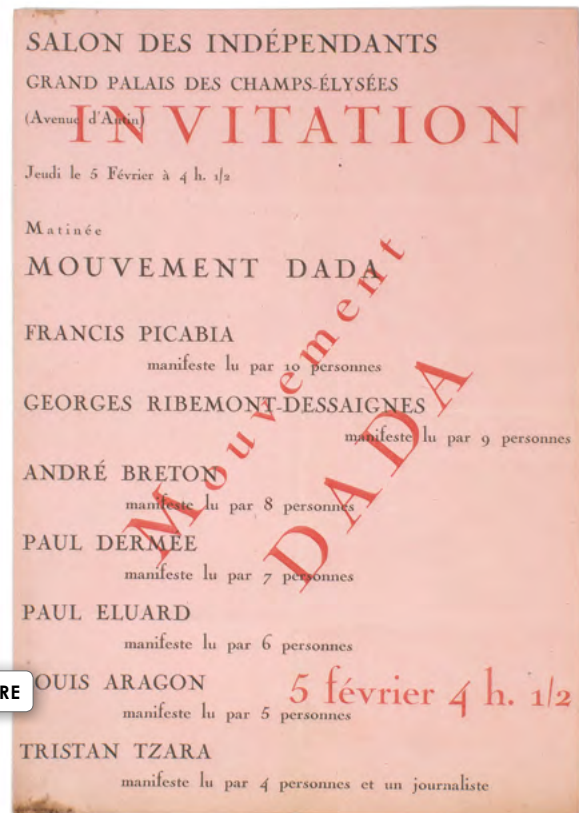 SALON DES INDÉPENDANTS
GRAND PALAIS DES CHAMPS-ÉLYSÉES
(Avenue d'Antin)
INVITATION
Jeudi le 5 Février à 4 h. 1/2
Matinée
MOUVEMENT DADA
Mouvement
DADA
FRANCIS PICABIA
manifeste lu par 10 personnes
GEORGES RIBEMONT-DESSAIGNES
manifeste lu par 9 personnes
ANDRÉ BRETON
manifeste lu par 8 personnes
PAUL DERMÉE
manifeste lu par 7 personnes
PAUL ELUARD
manifeste lu par 6 personnes
RE
OUIS ARAGON
5 février 4 h. 1/2
manifeste lu par 5 personnes
TRISTAN TZARA
manifeste lu par 4 personnes et un journaliste